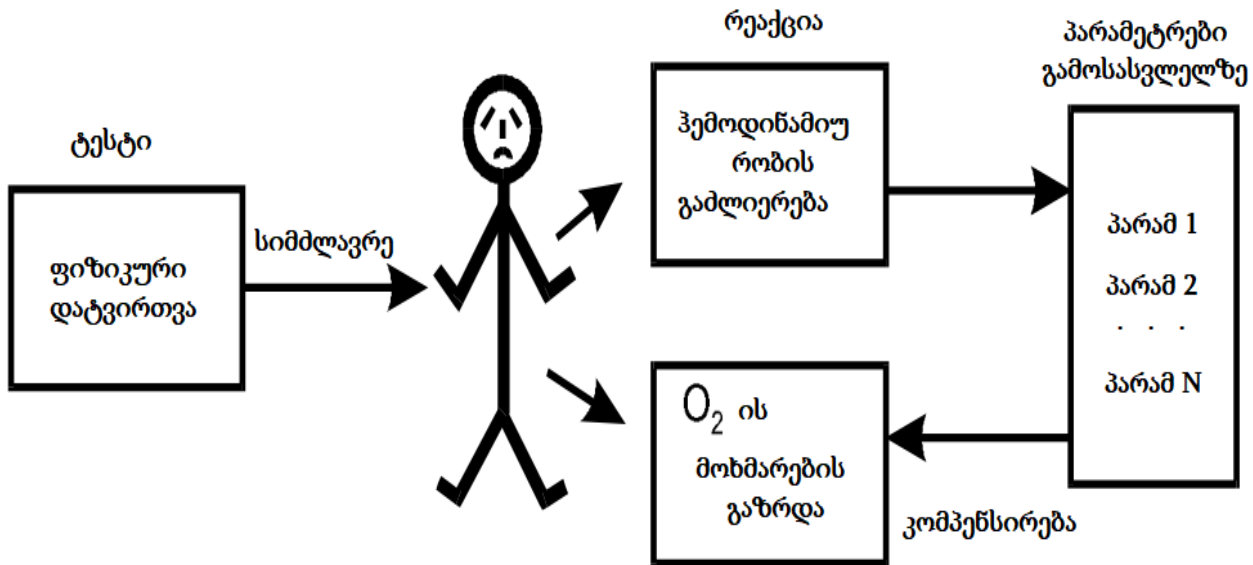 ტესტი
ფიზიკური
დატვირთვა
სიმძლავრე
რეაქცია
ჰემოდინამიუ
რობის
გაძლიერება
O₂ ის
მოხმარების
გაზრდა
პარამეტრები
გამოსასვლელზე
პარამ 1
პარამ 2
. . .
პარამ N
კომპენსირება